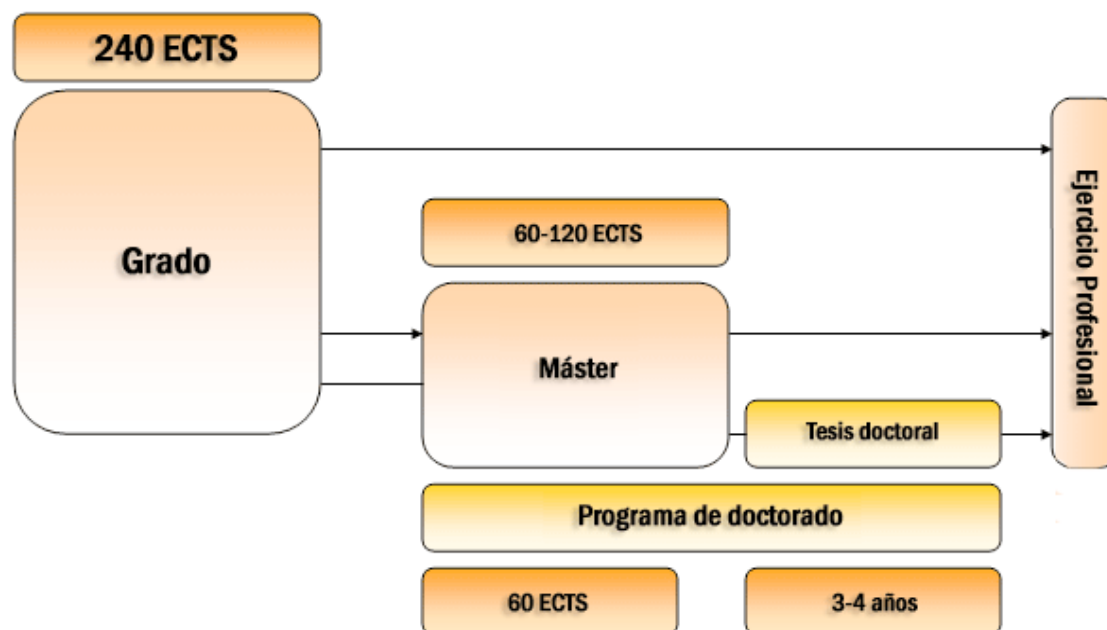 240 ECTS
Grado
60-120 ECTS
Máster
Tesis doctoral
Programa de doctorado
60 ECTS
3-4 años
Ejercicio Profesional